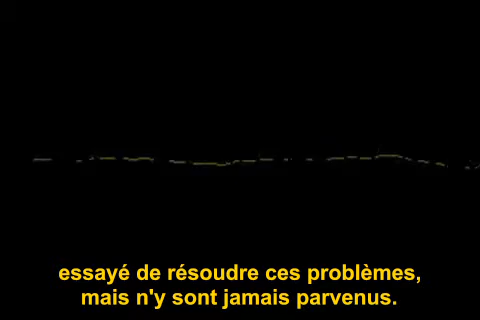 essayé de résoudre ces problèmes,
mais n'y sont jamais parvenus.